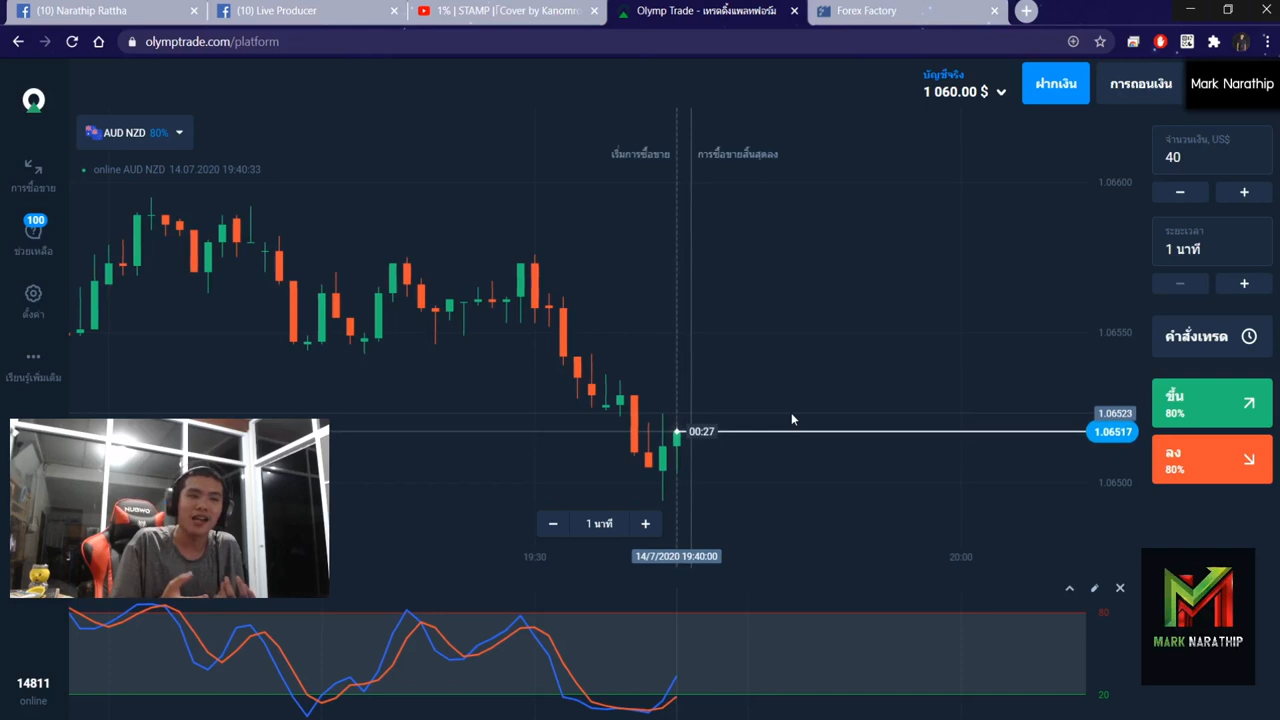 (10) Narathip Rattha
(10) Live Producer
1% | STAMP |「Cover by Kanomro
Olymp Trade - เทรดดิ้งแพลทฟอร์ม
Forex Factory
olymptrade.com/platform
บัญชีจริง
1 060.00 $
ฝากเงิน
การถอนเงิน
Mark Narathip
AUD NZD 80%
online AUD NZD 14.07.2020 19:40:33
เริ่มการซื้อขาย
การซื้อขายสิ้นสุดลง
การซื้อขาย
100
ช่วยเหลือ
ตั้งค่า
เรียนรู้เพิ่มเติม
1.06600
1.06550
1.06523
1.06517
1.06500
00:27
จำนวนเงิน, US$
40
ระยะเวลา
1 นาที
คำสั่งเทรด
ขึ้น
80%
ลง
80%
NUBWO
1 นาที
19:30
14/7/2020 19:40:00
20:00
80
20
MARK NARATHIP
14811
online